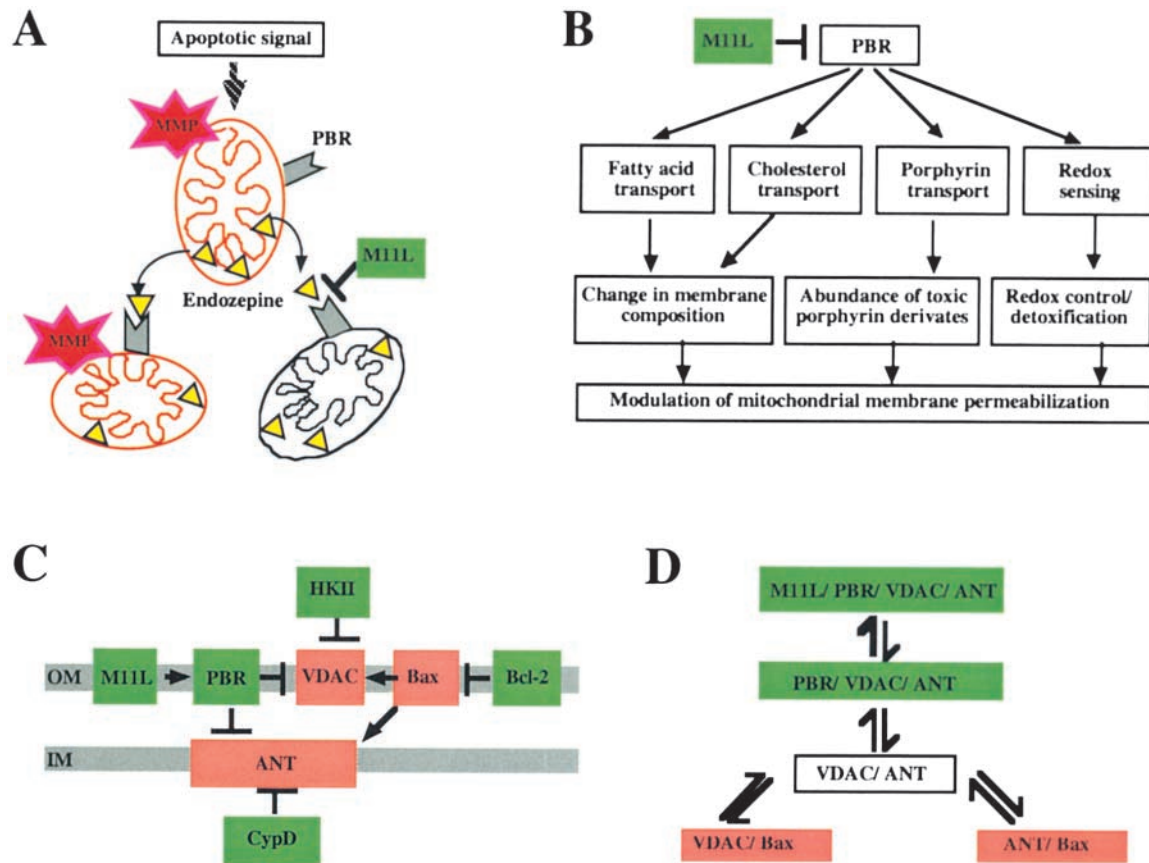 A
Apoptotic signal
MMP
PBR
M11L
Endozepine
MMP
B
M11L
PBR
Fatty acid
transport
Cholesterol
transport
Porphyrin
transport
Redox
sensing
Change in membrane
composition
Abundance of toxic
porphyrin derivates
Redox control/
detoxification
Modulation of mitochondrial membrane permeabilization
C
HKII
OM
M11L
PBR
VDAC
Bax
Bcl-2
IM
ANT
CypD
D
M11L/ PBR/ VDAC/ ANT
PBR/ VDAC/ ANT
VDAC/ ANT
VDAC/ Bax
ANT/ Bax